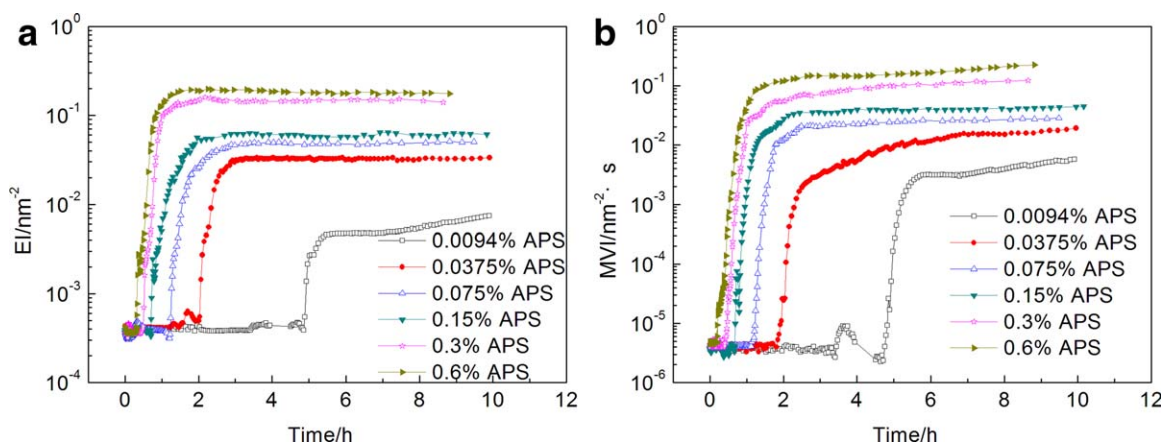 a
EI/nm⁻²
10⁰
10⁻¹
10⁻²
10⁻³
10⁻⁴
0 2 4 6 8 10 12
Time/h
0.0094% APS
0.0375% APS
0.075% APS
0.15% APS
0.3% APS
0.6% APS
b
MVI/nm⁻²· s
10⁰
10⁻¹
10⁻²
10⁻³
10⁻⁴
10⁻⁵
10⁻⁶
0 2 4 6 8 10 12
Time/h
0.0094% APS
0.0375% APS
0.075% APS
0.15% APS
0.3% APS
0.6% APS